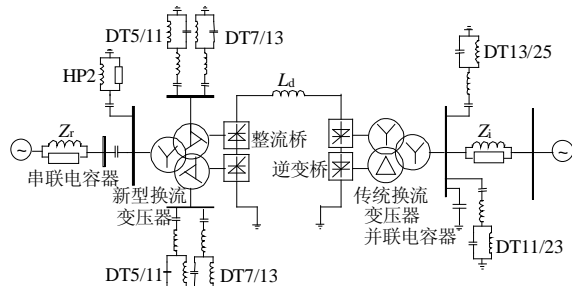 DT5/11 DT7/13
HP2
Ld
DT13/25
Zr
整流桥
Zi
~
~
串联电容器
新型换流
变压器
逆变桥
传统换流
变压器
并联电容器
DT5/11 DT7/13
DT11/23